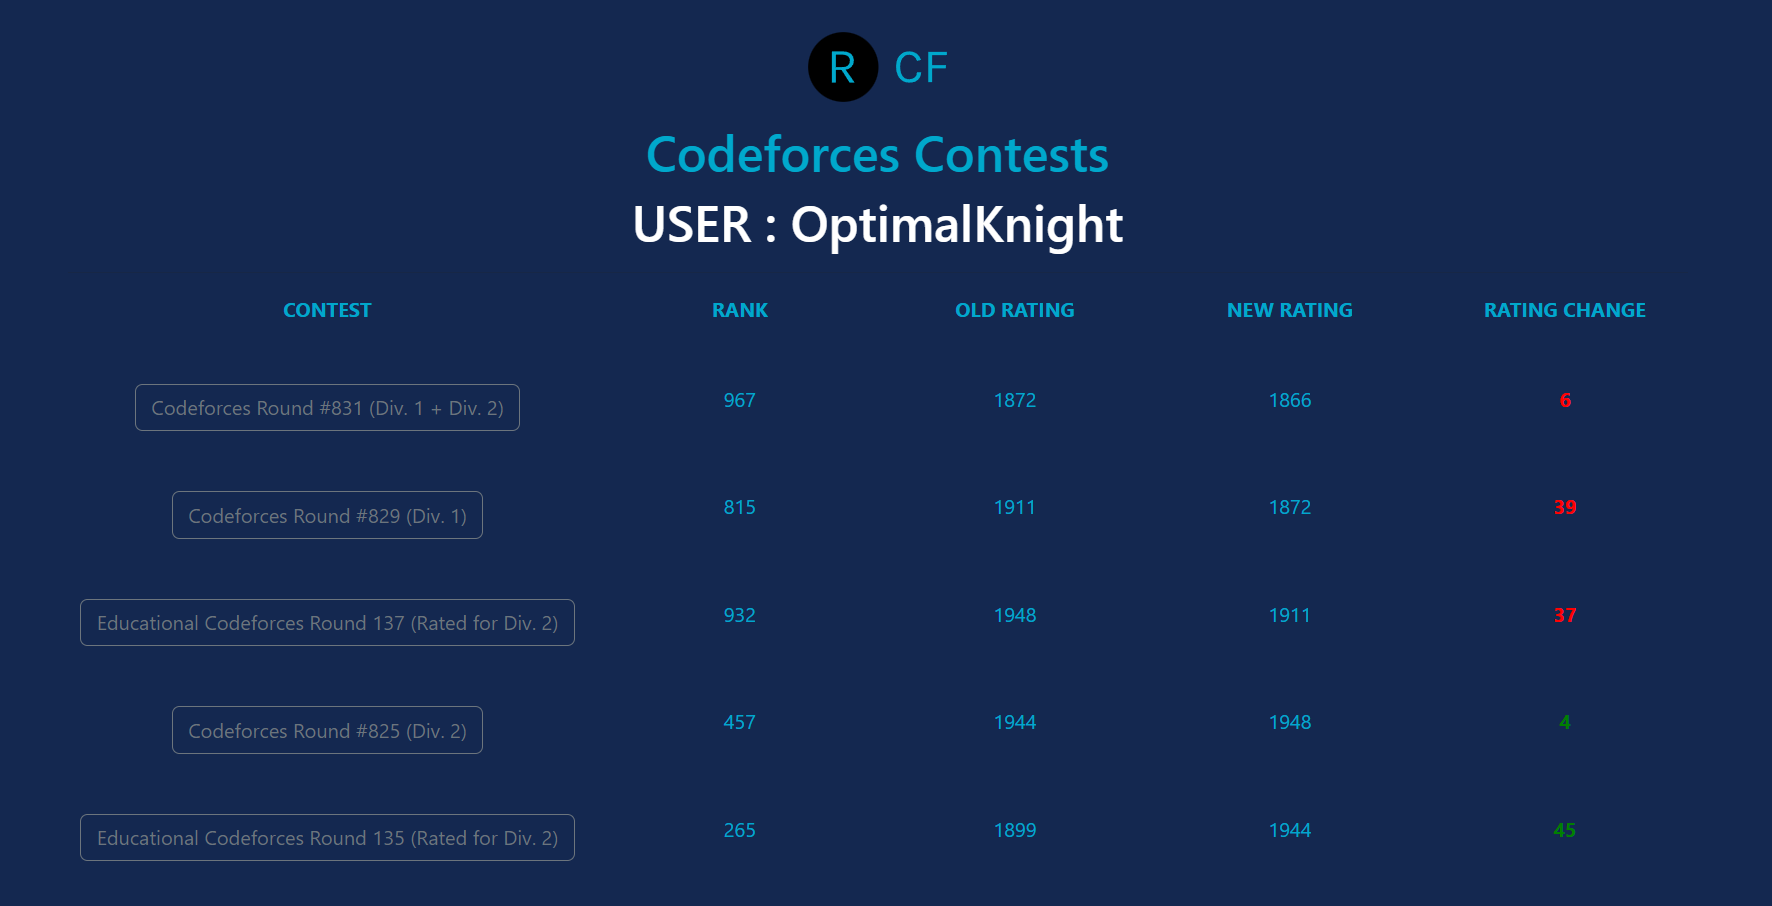 R CF
Codeforces Contests
USER : OptimalKnight
CONTEST RANK OLD RATING NEW RATING RATING CHANGE
Codeforces Round #831 (Div. 1 + Div. 2) 967 1872 1866 6
Codeforces Round #829 (Div. 1) 815 1911 1872 39
Educational Codeforces Round 137 (Rated for Div. 2) 932 1948 1911 37
Codeforces Round #825 (Div. 2) 457 1944 1948 4
Educational Codeforces Round 135 (Rated for Div. 2) 265 1899 1944 45